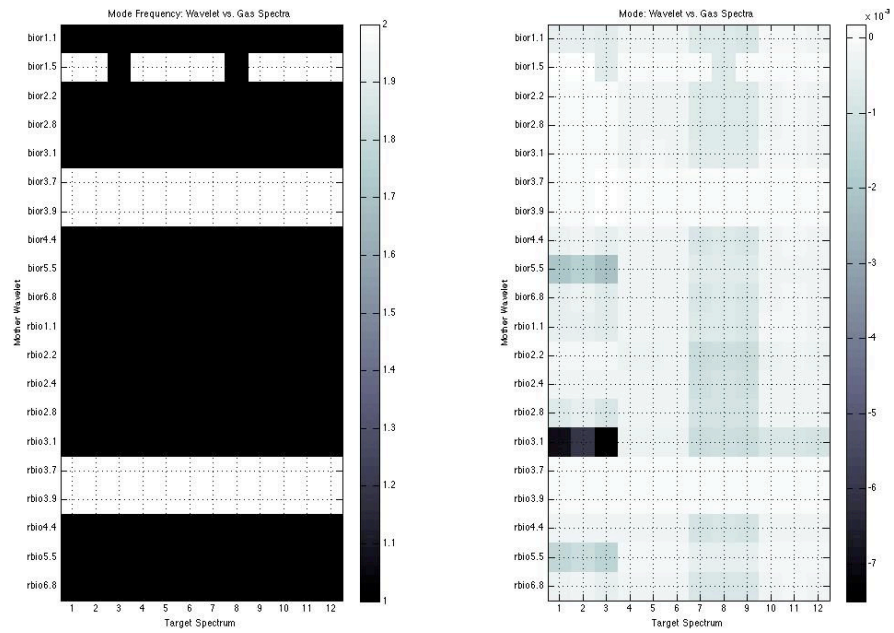 Mode Frequency: Wavelet vs. Gas Spectra
bior1.1
bior1.5
bior2.2
bior2.8
bior3.1
bior3.7
bior3.9
bior4.4
bior5.5
bior6.8
rbio1.1
rbio2.2
rbio2.4
rbio2.8
rbio3.1
rbio3.7
rbio3.9
rbio4.4
rbio5.5
rbio6.8
Mother Wavelet
1 2 3 4 5 6 7 8 9 10 11 12
Target Spectrum
2
1.9
1.8
1.7
1.6
1.5
1.4
1.3
1.2
1.1
1
Mode: Wavelet vs. Gas Spectra
bior1.1
bior1.5
bior2.2
bior2.8
bior3.1
bior3.7
bior3.9
bior4.4
bior5.5
bior6.8
rbio1.1
rbio2.2
rbio2.4
rbio2.8
rbio3.1
rbio3.7
rbio3.9
rbio4.4
rbio5.5
rbio6.8
Mother Wavelet
1 2 3 4 5 6 7 8 9 10 11 12
Target Spectrum
x 10⁻³
0
-1
-2
-3
-4
-5
-6
-7